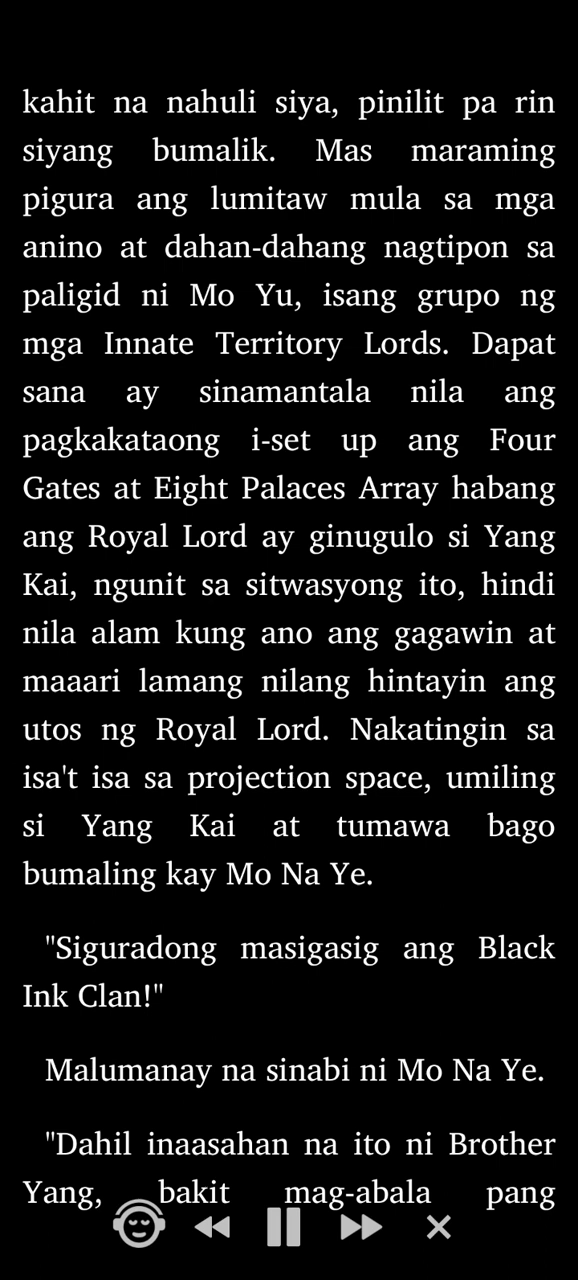 kahit na nahuli siya, pinilit pa rin
siyang bumalik. Mas maraming
pigura ang lumitaw mula sa mga
anino at dahan-dahang nagtipon sa
paligid ni Mo Yu, isang grupo ng
mga Innate Territory Lords. Dapat
sana ay sinamantala nila ang
pagkakataong i-set up ang Four
Gates at Eight Palaces Array habang
ang Royal Lord ay ginugulo si Yang
Kai, ngunit sa sitwasyong ito, hindi
nila alam kung ano ang gagawin at
maaari lamang nilang hintayin ang
utos ng Royal Lord. Nakatingin sa
isa't isa sa projection space, umiling
si Yang Kai at tumawa bago
bumaling kay Mo Na Ye.
"Siguradong masigasig ang Black
Ink Clan!"
Malumanay na sinabi ni Mo Na Ye.
"Dahil inaasahan na ito ni Brother
Yang, bakit mag-abala pang